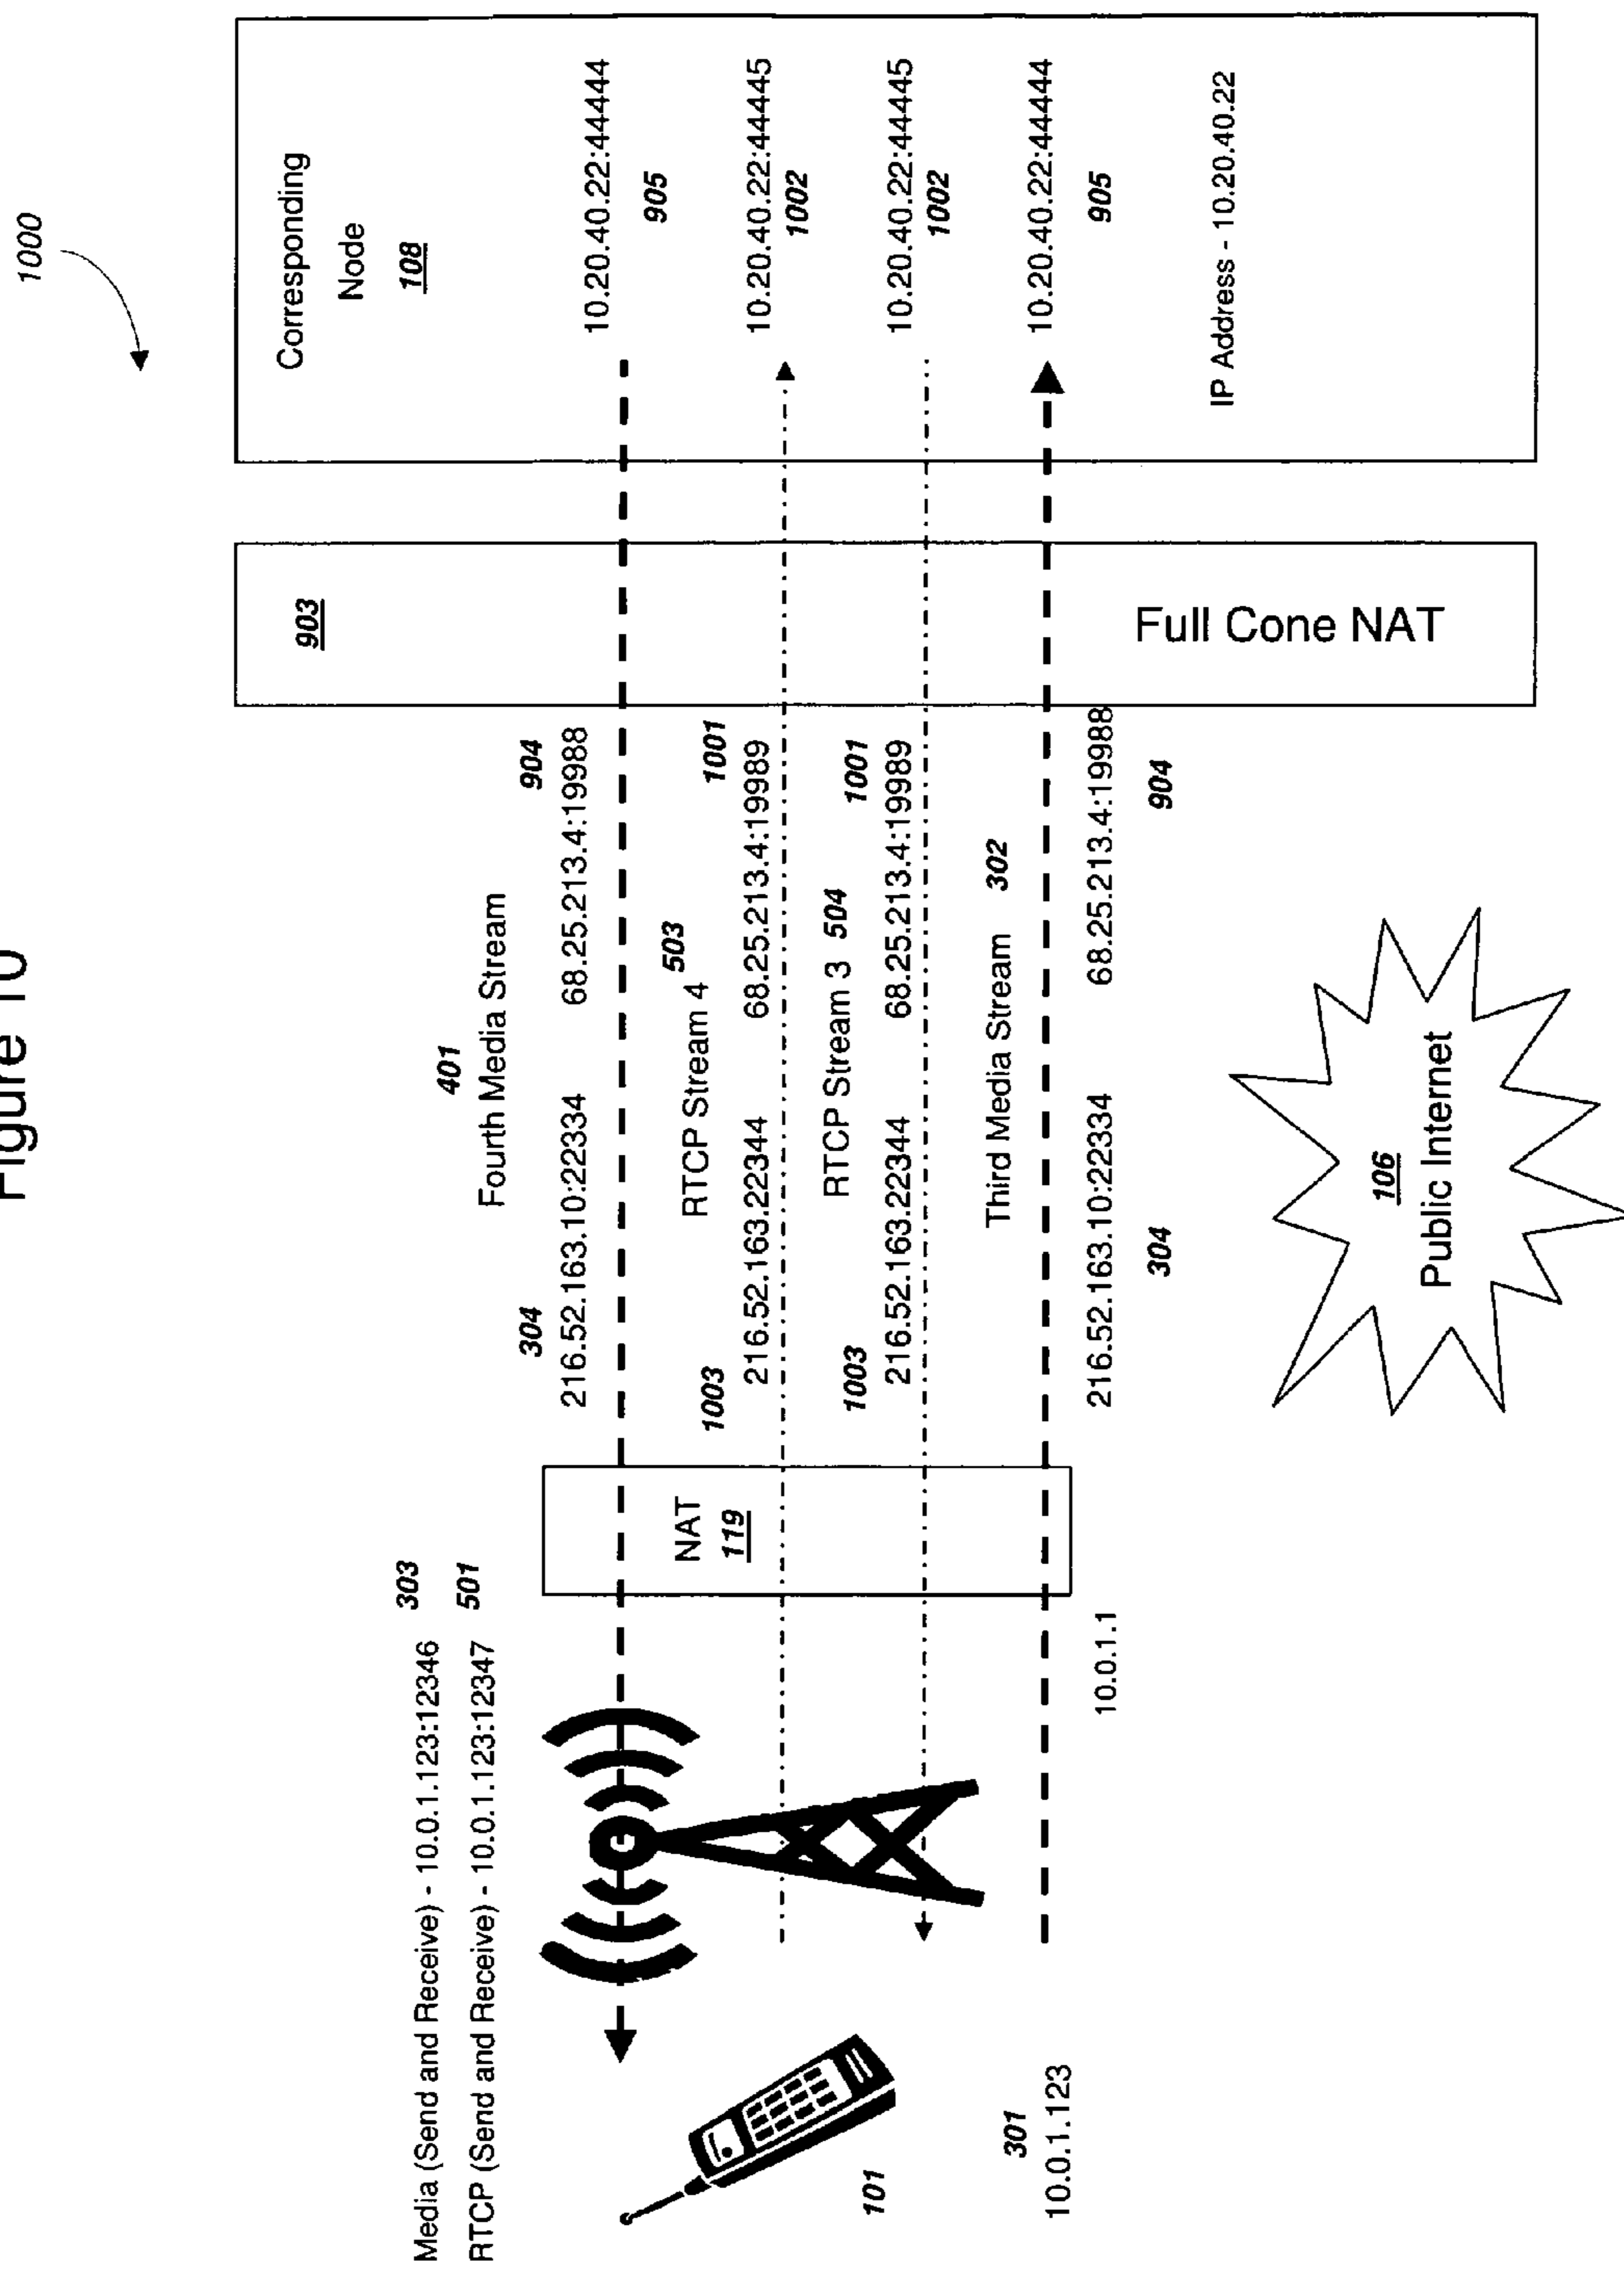 Figure 10
1000
Corresponding
Node
108
903
Media (Send and Receive) - 10.0.1.123:12346 303
RTCP (Send and Receive) - 10.0.1.123:12347 501
401
Fourth Media Stream
304 904
216.52.163.10:22334 68.25.213.4:19988 10.20.40.22:44444
905
NAT
119
503
RTCP Stream 4
1003 1001
216.52.163.22344 68.25.213.4:19989 10.20.40.22:44445
1002
RTCP Stream 3 504
1003 1001
216.52.163.22344 68.25.213.4:19989 10.20.40.22:44445
1002
Third Media Stream 302
10.20.40.22:44444
905
101
301
10.0.1.123
10.0.1.1
216.52.163.10:22334 68.25.213.4:19988
304 904
Full Cone NAT
IP Address - 10.20.40.22
106
Public Internet